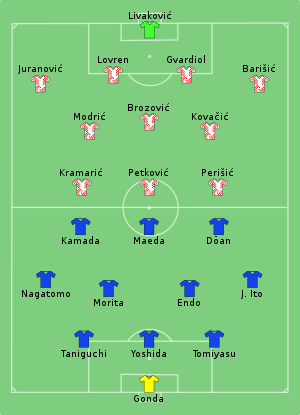 Livaković
Lovren
Gvardiol
Juranović
Barišić
Brozović
Modrić
Kovačić
Kramarić
Petković
Perišić
Kamada
Maeda
Dōan
Nagatomo
Morita
Endo
J. Ito
Taniguchi
Yoshida
Tomiyasu
Gonda